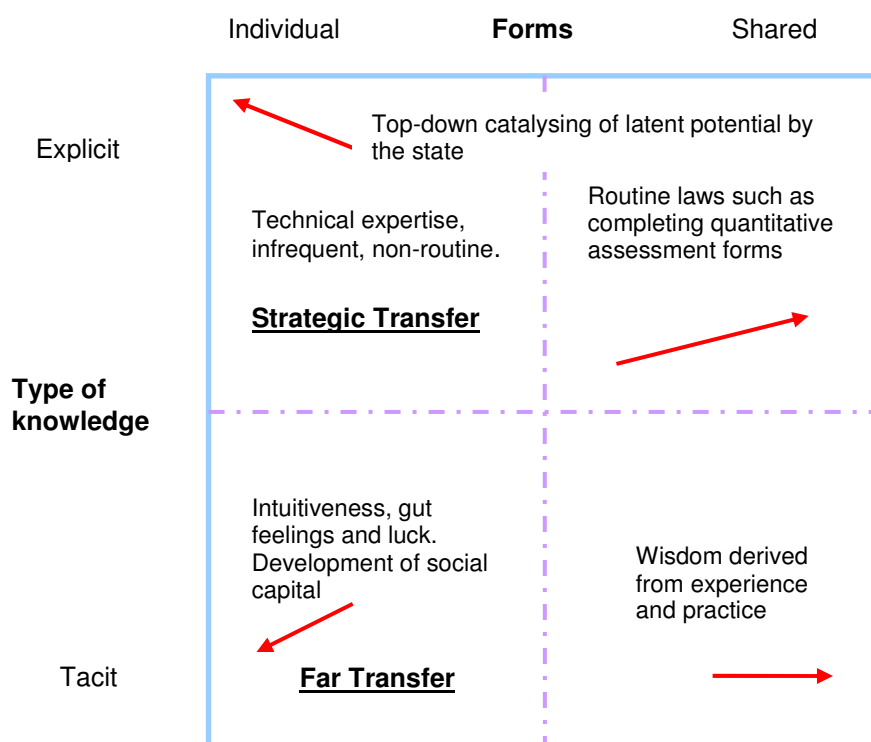 Individual Forms Shared
Explicit
Top-down catalysing of latent potential by
the state
Technical expertise,
infrequent, non-routine.
Strategic Transfer
Routine laws such as
completing quantitative
assessment forms
Type of
knowledge
Intuitiveness, gut
feelings and luck.
Development of social
capital
Wisdom derived
from experience
and practice
Tacit
Far Transfer